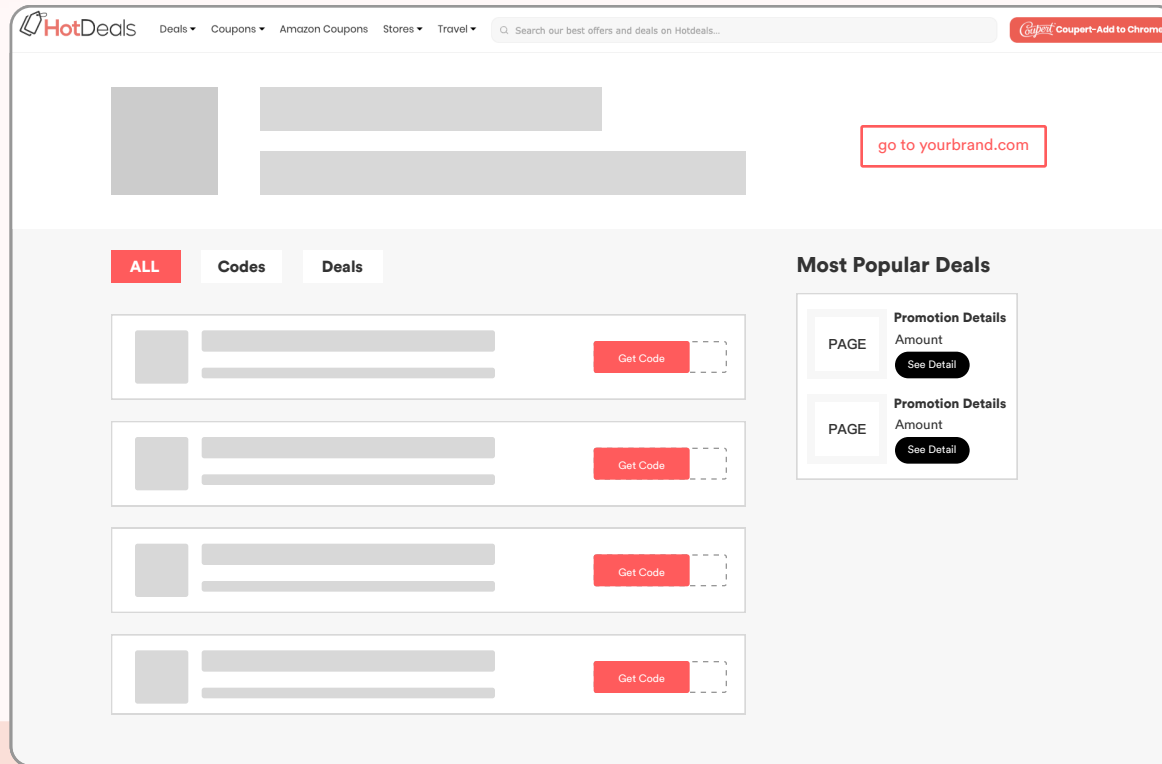 HotDeals Deals Coupons Amazon Coupons Stores Travel Search our best offers and deals on Hotdeals... Coupert Coupert-Add to Chrome
go to yourbrand.com
ALL Codes Deals
Most Popular Deals
Get Code
Get Code
Get Code
Get Code
PAGE
Promotion Details
Amount
See Detail
PAGE
Promotion Details
Amount
See Detail